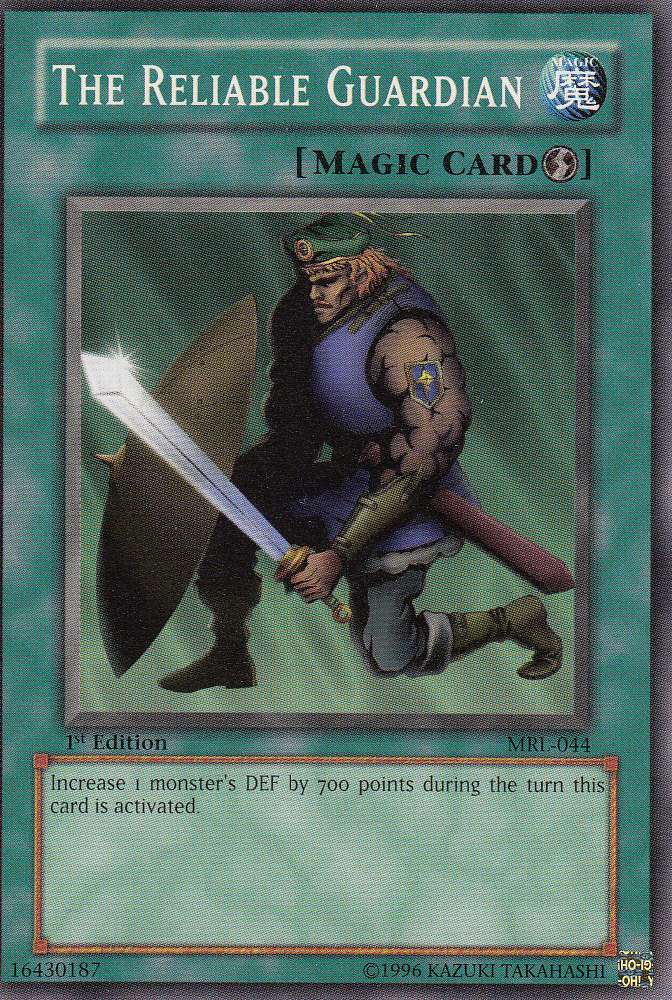 THE RELIABLE GUARDIAN
MAGIC
魔
[MAGIC CARD]
1st Edition
MRL-044
Increase 1 monster's DEF by 700 points during the turn this
card is activated.
16430187
©1996 KAZUKI TAKAHASHI